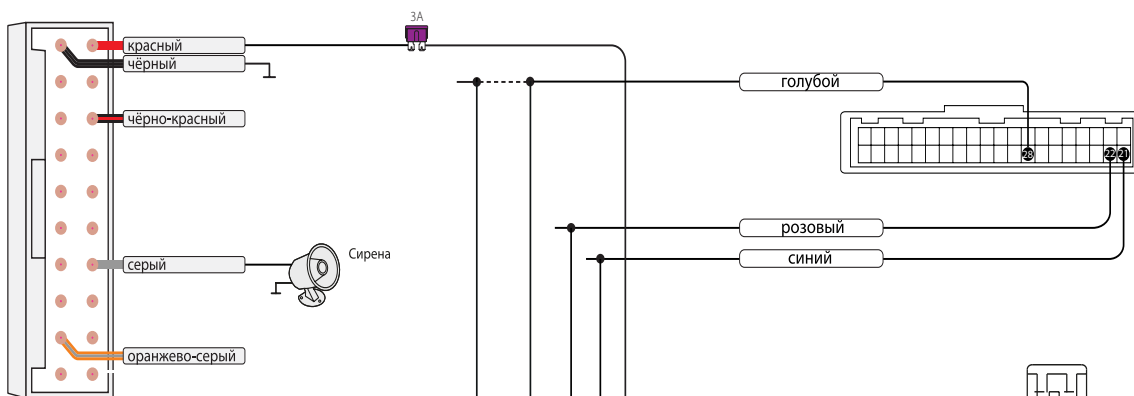 3А
красный
чёрный
голубой
чёрно-красный
28
22
21
розовый
Сирена
синий
серый
оранжево-серый